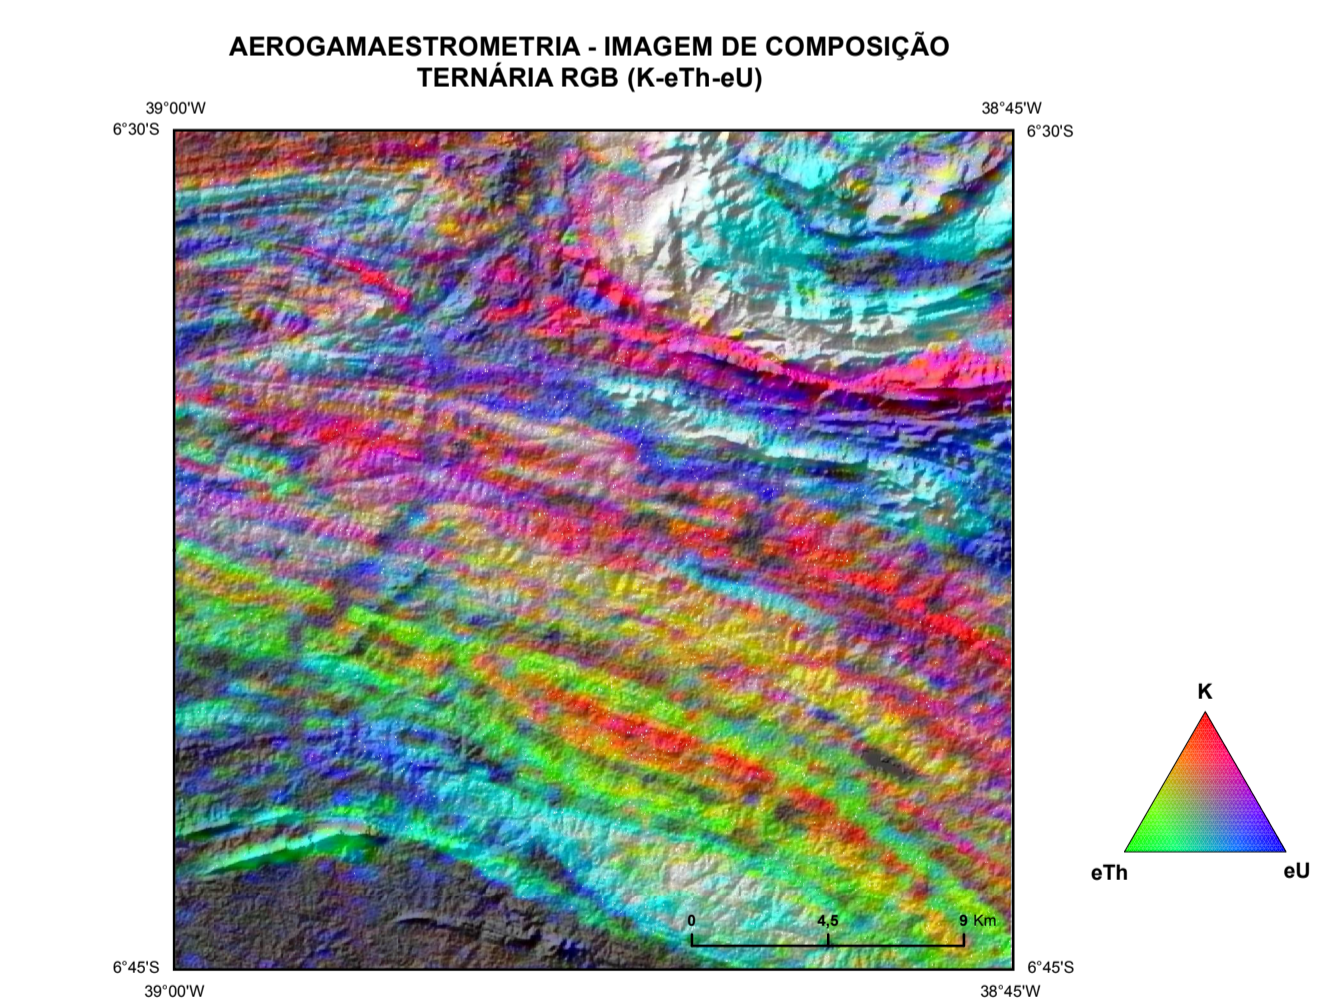 AEROGAMAESTROMETRIA - IMAGEM DE COMPOSIÇÃO
TERNÁRIA RGB (K-eTh-eU)
39°00'W 38°45'W
6°30'S 6°30'S
K
eTh eU
0 4,5 9 Km
6°45'S 6°45'S
39°00'W 38°45'W